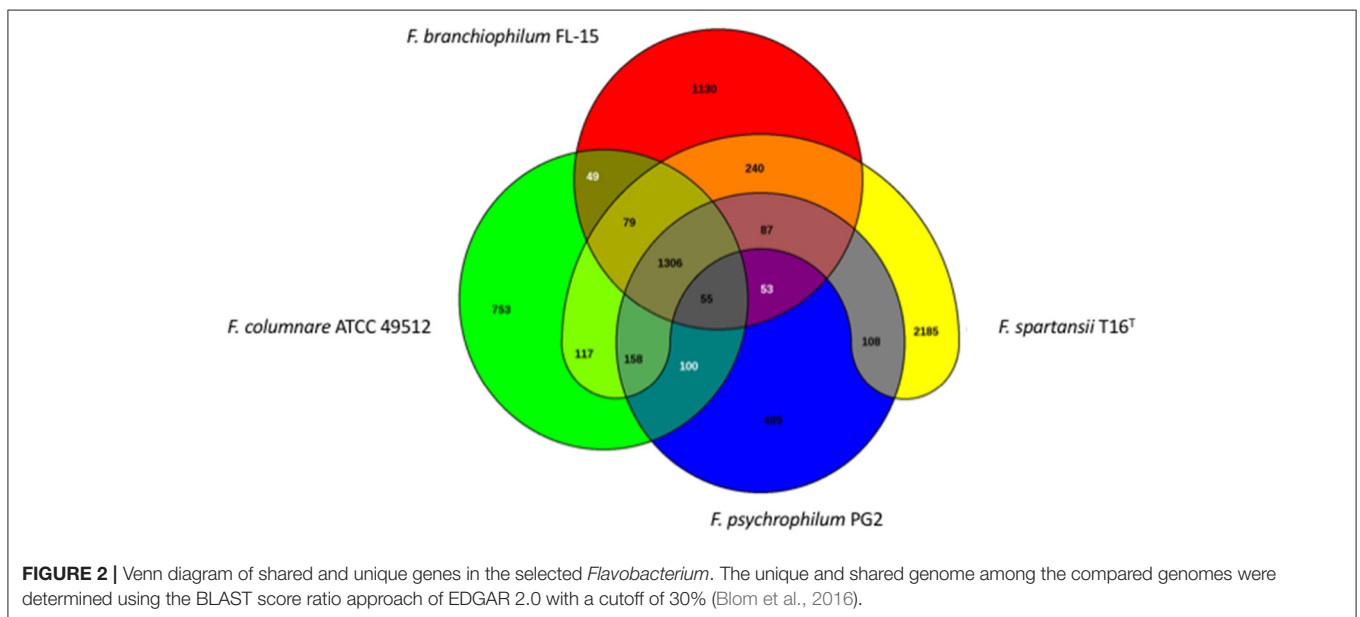 F. branchiophilum FL-15
1130
240
49
79
87
1306
53
55
F. columnare ATCC 49512
753
F. spartansii T16ᵀ
2185
108
117
158
100
489
F. psychrophilum PG2
FIGURE 2 | Venn diagram of shared and unique genes in the selected Flavobacterium. The unique and shared genome among the compared genomes were
determined using the BLAST score ratio approach of EDGAR 2.0 with a cutoff of 30% (Blom et al., 2016).